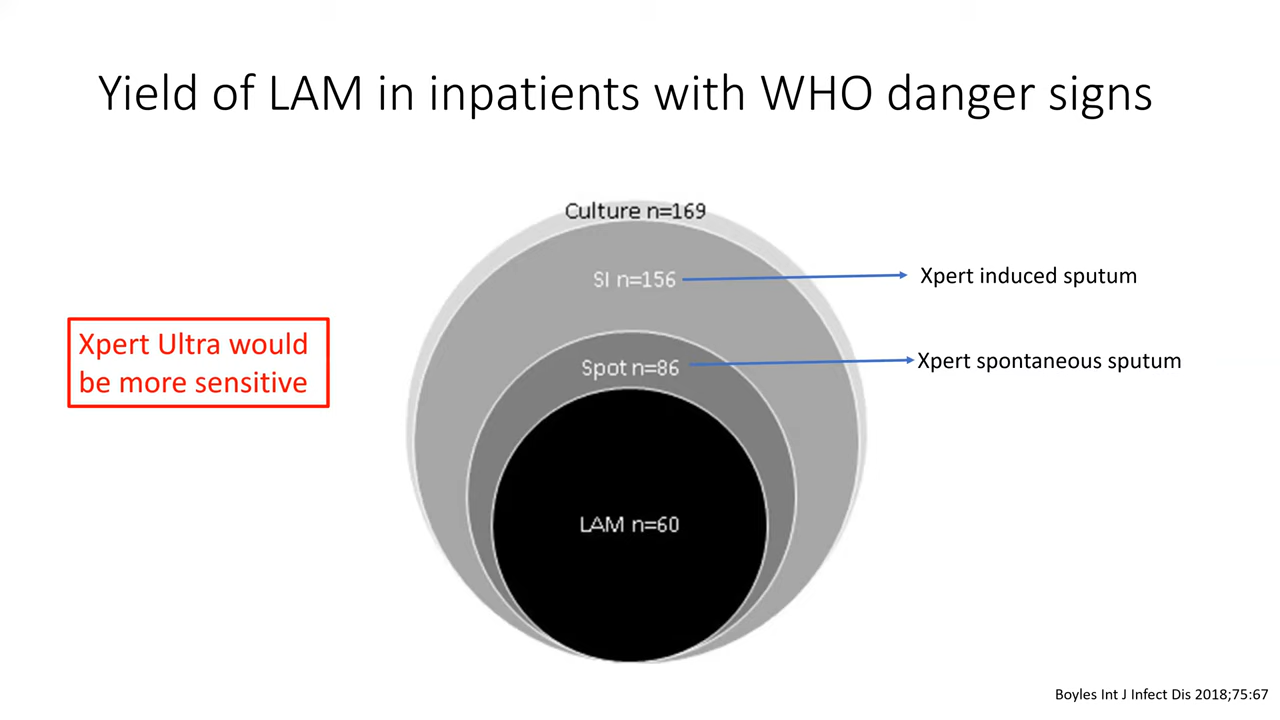 Yield of LAM in inpatients with WHO danger signs
Culture n=169
SI n=156
Xpert induced sputum
Xpert Ultra would
be more sensitive
Spot n=86
Xpert spontaneous sputum
LAM n=60
Boyles Int J Infect Dis 2018;75:67